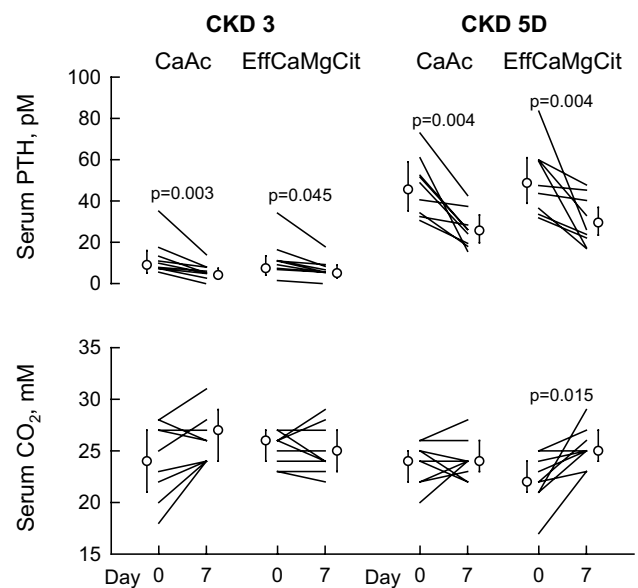 CKD 3 CKD 5D
CaAc EffCaMgCit CaAc EffCaMgCit
Serum PTH, pM
100
80
60
40
20
0
p=0.003
p=0.045
p=0.004
p=0.004
Serum CO₂, mM
35
30
25
20
15
p=0.015
Day 0 7 Day 0 7 Day 0 7 Day 0 7